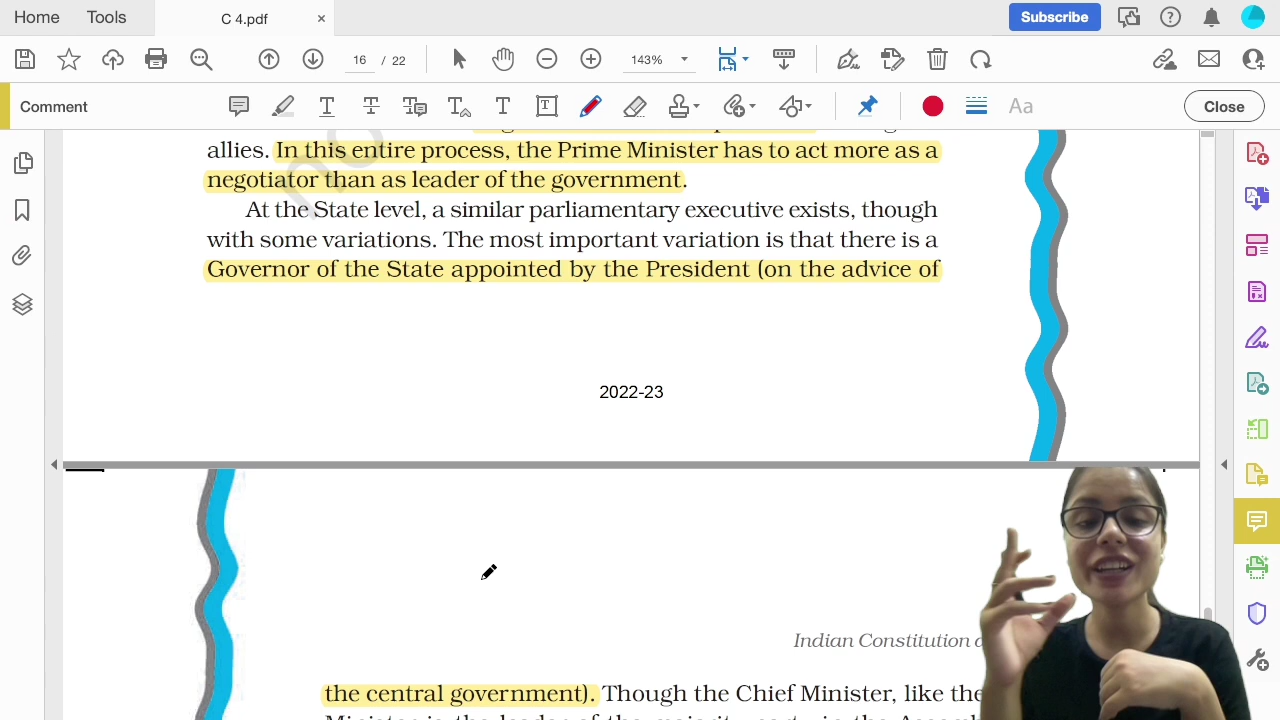 Home Tools C 4.pdf × Subscribe
16 / 22 143%
Comment Aa Close
allies. In this entire process, the Prime Minister has to act more as a
negotiator than as leader of the government.
At the State level, a similar parliamentary executive exists, though
with some variations. The most important variation is that there is a
Governor of the State appointed by the President (on the advice of
2022-23
Indian Constitution
the central government). Though the Chief Minister, like the